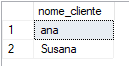 nome_cliente
1 ana
2 Susana